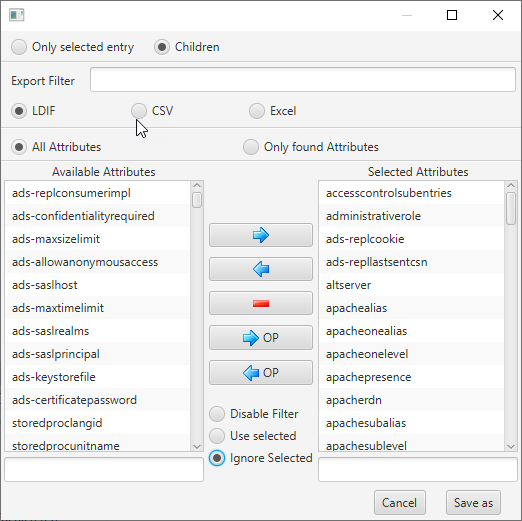 Only selected entry Children
Export Filter
LDIF CSV Excel
All Attributes Only found Attributes
Available Attributes Selected Attributes
ads-replconsumerimpl
ads-confidentialityrequired
ads-maxsizelimit
ads-allowanonymousaccess
ads-saslhost
ads-maxtimelimit
ads-saslrealms
ads-saslprincipal
ads-keystorefile
ads-certificatepassword
storedproclangid
storedprocunitname
OP
OP
Disable Filter
Use selected
Ignore Selected
accesscontrolsubentries
administrativerole
ads-replcookie
ads-repllastsentcsn
altserver
apachealias
apacheonealias
apacheonelevel
apachepresence
apacherdn
apachesubalias
apachesublevel
Cancel Save as